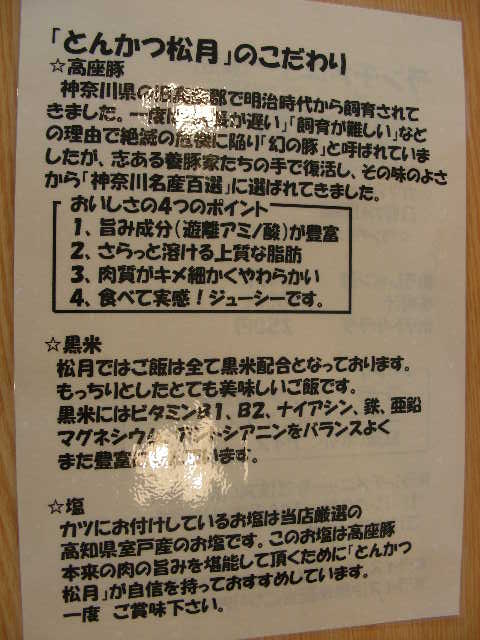 「とんかつ松月」のこだわり
☆高座豚
神奈川県の旧高座郡で明治時代から飼育されて
きました。一度は が遅い」「飼育が難しい」など
の理由で絶滅の危機に陥り「幻の豚」と呼ばれていま
したが、志ある養豚家たちの手で復活し、その味のよさ
から「神奈川名産百選」に選ばれてきました。
おいしさの4つのポイント
1、旨み成分(遊離アミノ酸)が豊富
2、さらっと溶ける上質な脂肪
3、肉質がキメ細かくやわらかい
4、食べて実感!ジューシーです。
☆黒米
松月ではご飯は全て黒米配合となっております。
もっちりとしたとても美味しいご飯です。
黒米にはビタミンB1、B2、ナイアシン、鉄、亜鉛
マグネシウム、アントシアニンをバランスよく
また豊富に います。
☆塩
カツにお付けしているお塩は当店厳選の
高知県室戸産のお塩です。このお塩は高座豚
本来の肉の旨みを堪能して頂くために「とんかつ
松月」が自信を持っておすすめしています。
一度 ご賞味下さい。